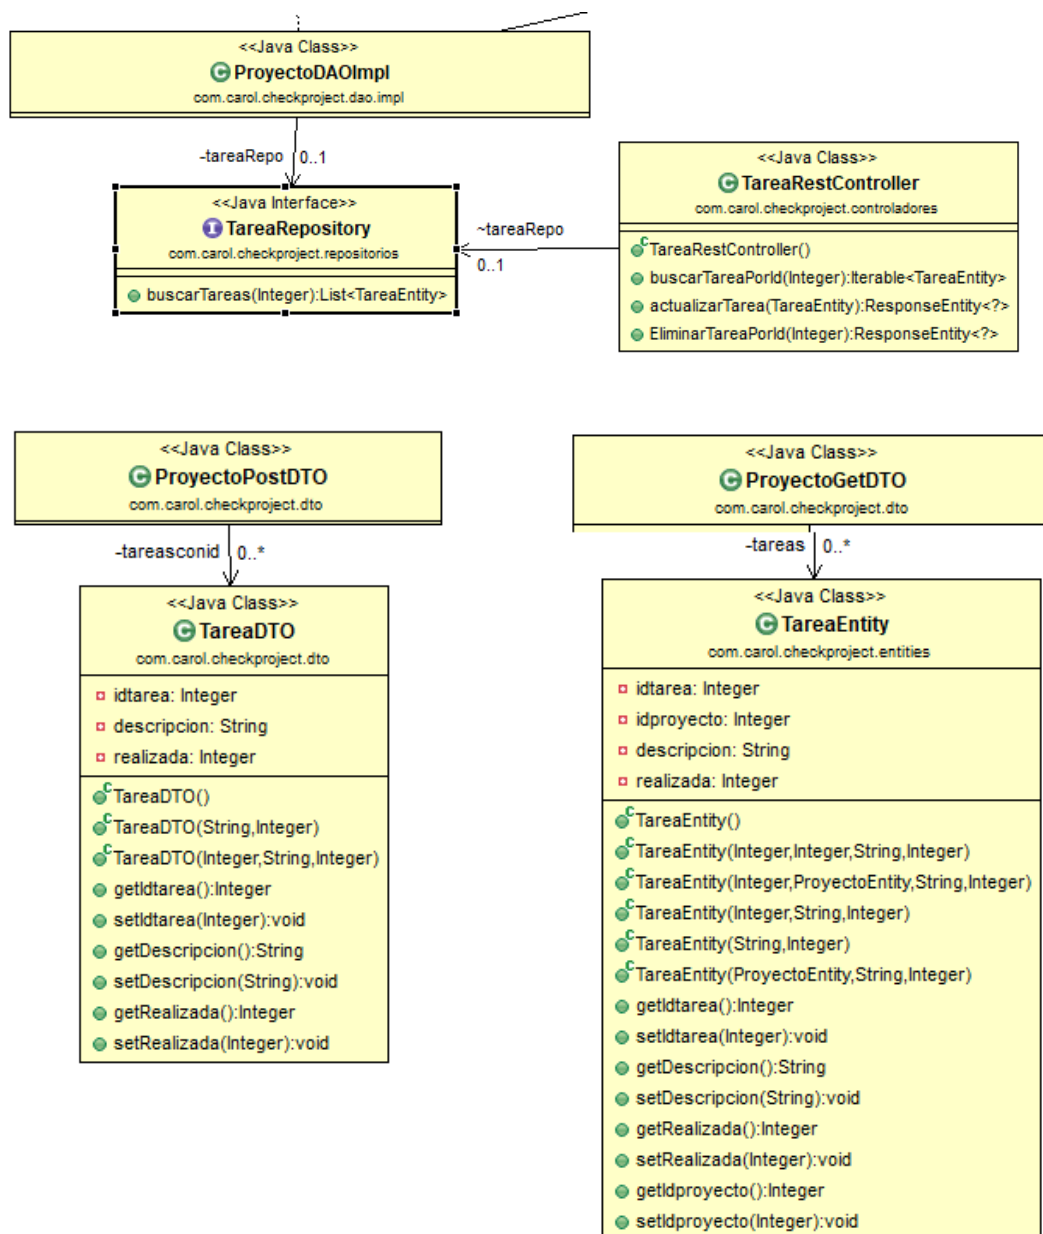 <<Java Class>>
ProyectoDAOImpl
com.carol.checkproject.dao.impl
-tareaRepo 0..1
<<Java Interface>>
TareaRepository
com.carol.checkproject.repositorios
buscarTareas(Integer):List<TareaEntity>
~tareaRepo
0..1
<<Java Class>>
TareaRestController
com.carol.checkproject.controladores
TareaRestController()
buscarTareaPorId(Integer):Iterable<TareaEntity>
actualizarTarea(TareaEntity):ResponseEntity<?>
EliminarTareaPorId(Integer):ResponseEntity<?>
<<Java Class>>
ProyectoPostDTO
com.carol.checkproject.dto
-tareasconid 0..*
<<Java Class>>
TareaDTO
com.carol.checkproject.dto
idtarea: Integer
descripcion: String
realizada: Integer
TareaDTO()
TareaDTO(String,Integer)
TareaDTO(Integer,String,Integer)
getIdtarea():Integer
setIdtarea(Integer):void
getDescripcion():String
setDescripcion(String):void
getRealizada():Integer
setRealizada(Integer):void
<<Java Class>>
ProyectoGetDTO
com.carol.checkproject.dto
-tareas 0..*
<<Java Class>>
TareaEntity
com.carol.checkproject.entities
idtarea: Integer
idproyecto: Integer
descripcion: String
realizada: Integer
TareaEntity()
TareaEntity(Integer,Integer,String,Integer)
TareaEntity(Integer,ProyectoEntity,String,Integer)
TareaEntity(Integer,String,Integer)
TareaEntity(String,Integer)
TareaEntity(ProyectoEntity,String,Integer)
getIdtarea():Integer
setIdtarea(Integer):void
getDescripcion():String
setDescripcion(String):void
getRealizada():Integer
setRealizada(Integer):void
getIdproyecto():Integer
setIdproyecto(Integer):void